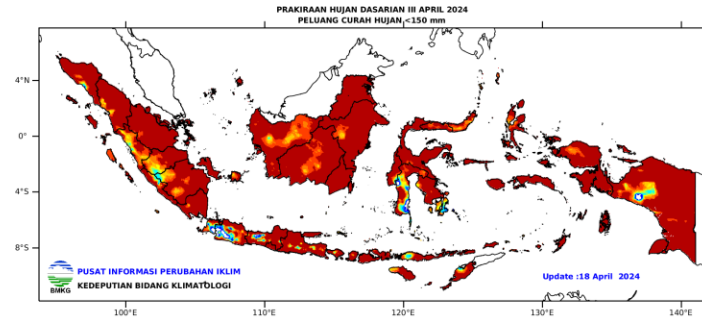 PRAKIRAAN HUJAN DASARIAN III APRIL 2024
PELUANG CURAH HUJAN <150 mm
4°N
0°
4°S
8°S
PUSAT INFORMASI PERUBAHAN IKLIM
KEDEPUTIAN BIDANG KLIMATOLOGI
BMKG
Update :18 April 2024
100°E
110°E
120°E
130°E
140°E